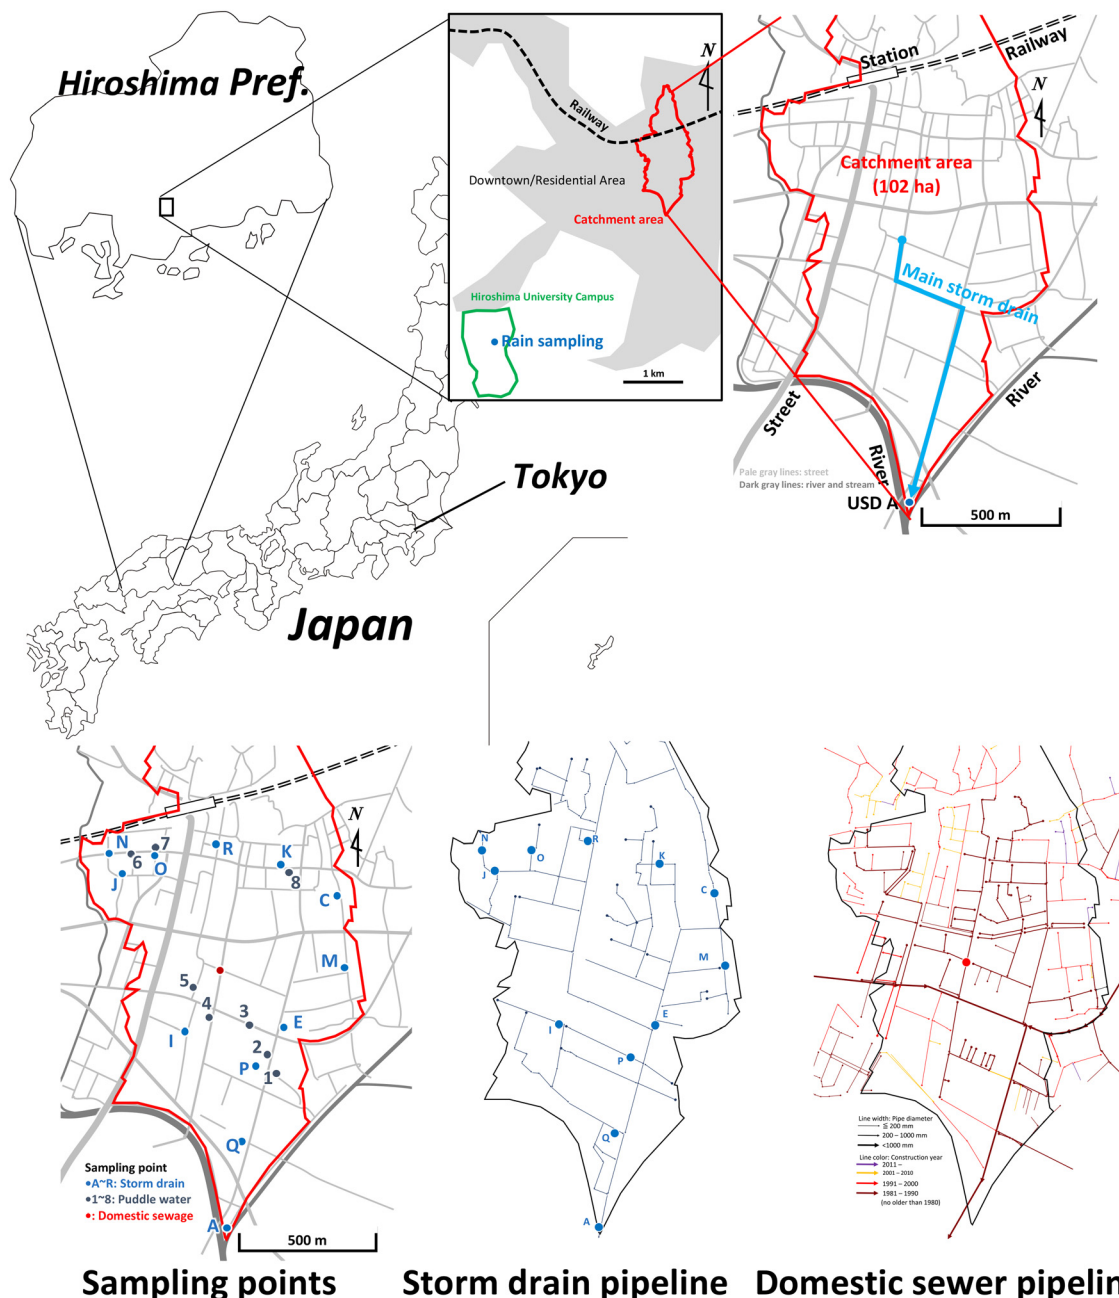 Hiroshima Pref.
N
Railway
Downtown/Residential Area
Catchment area
Hiroshima University Campus
Rain sampling
1 km
Station
Railway
N
Catchment area
(102 ha)
Main storm drain
Street
River
River
Pale gray lines: street
Dark gray lines: river and stream
USD A
500 m
Tokyo
Japan
N
N
7
6
O
J
R
K
8
C
M
5
4
3
E
I
2
P
1
Q
A
Sampling point
●A~R: Storm drain
●1~8: Puddle water
●: Domestic sewage
500 m
Sampling points
N
O
R
J
K
C
M
E
I
P
Q
A
Storm drain pipeline
Line width: Pipe diameter
≦ 200 mm
200 – 1000 mm
<1000 mm
Line color: Construction year
2011 –
2001 – 2010
1991 – 2000
1981 – 1990
(no older than 1980)
Domestic sewer pipelin